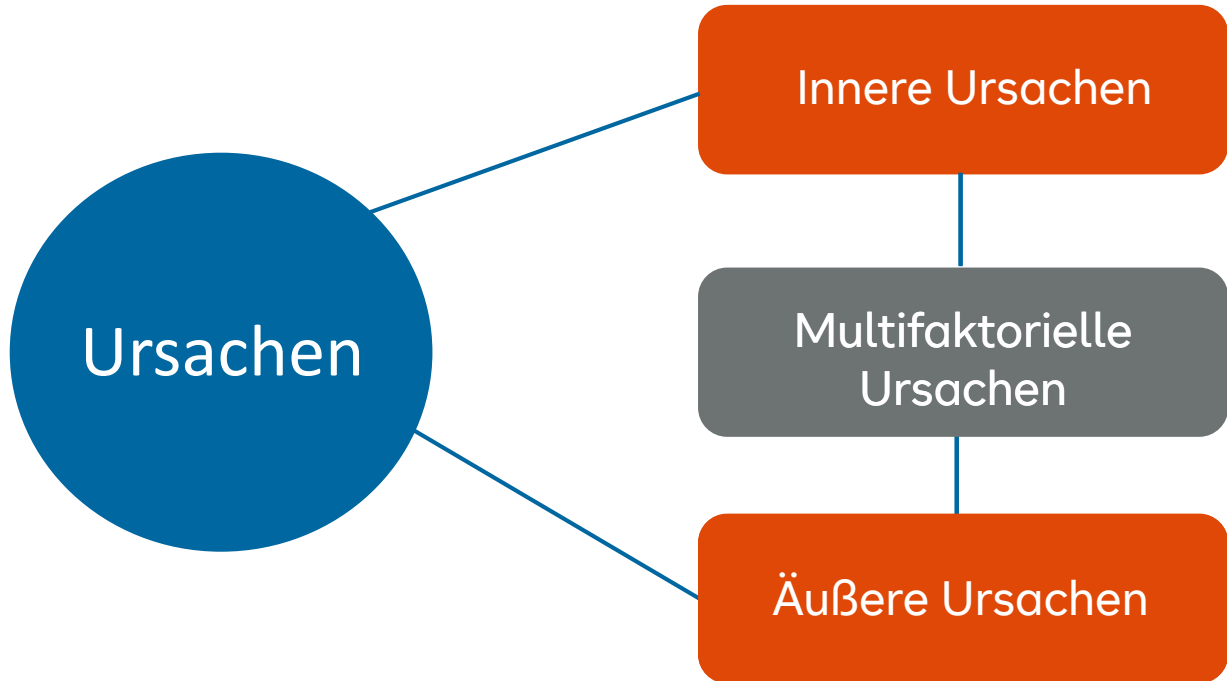 Innere Ursachen
Ursachen
Multifaktorielle
Ursachen
Äußere Ursachen